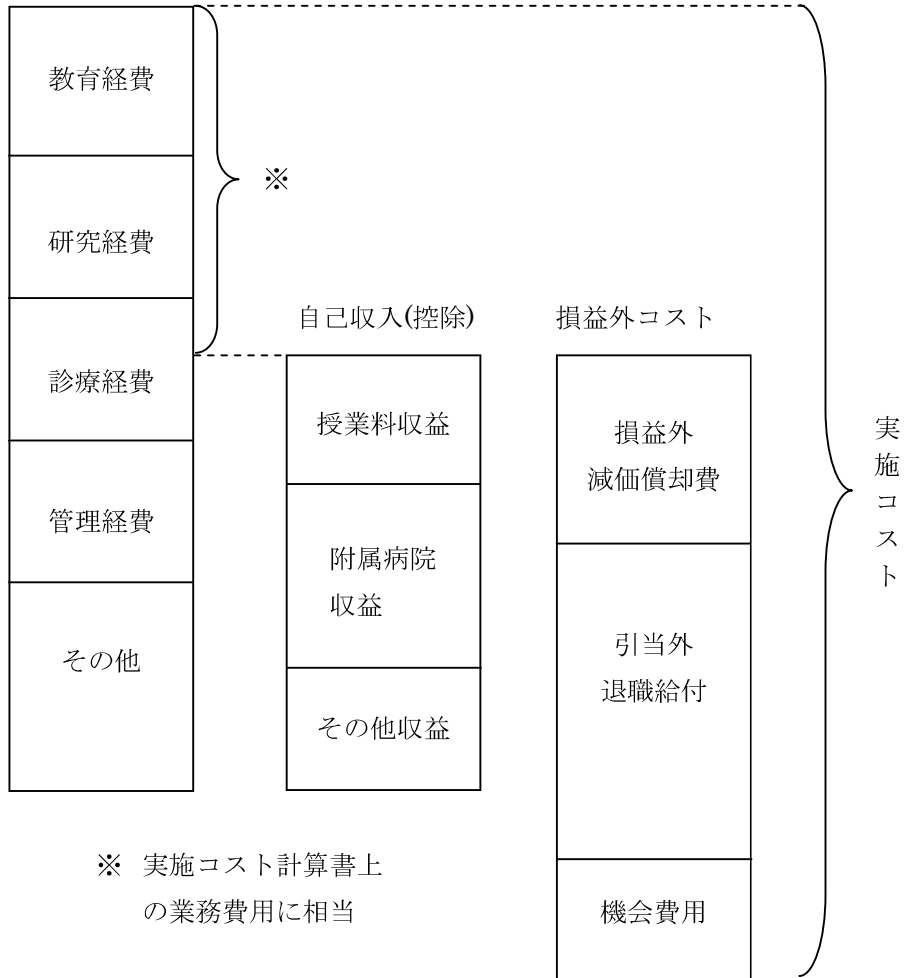 教育経費
※
研究経費
診療経費
管理経費
その他
自己収入(控除)
授業料収益
附属病院
収益
その他収益
損益外コスト
損益外
減価償却費
引当外
退職給付
機会費用
実施コスト
※ 実施コスト計算書上
の業務費用に相当